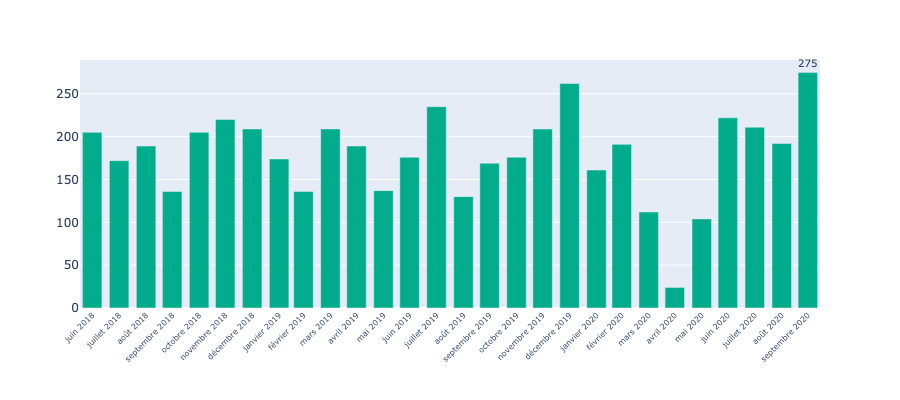 275
250
200
150
100
50
0
juin 2018
juillet 2018
août 2018
septembre 2018
octobre 2018
novembre 2018
décembre 2018
janvier 2019
février 2019
mars 2019
avril 2019
mai 2019
juin 2019
juillet 2019
août 2019
septembre 2019
octobre 2019
novembre 2019
décembre 2019
janvier 2020
février 2020
mars 2020
avril 2020
mai 2020
juin 2020
juillet 2020
août 2020
septembre 2020